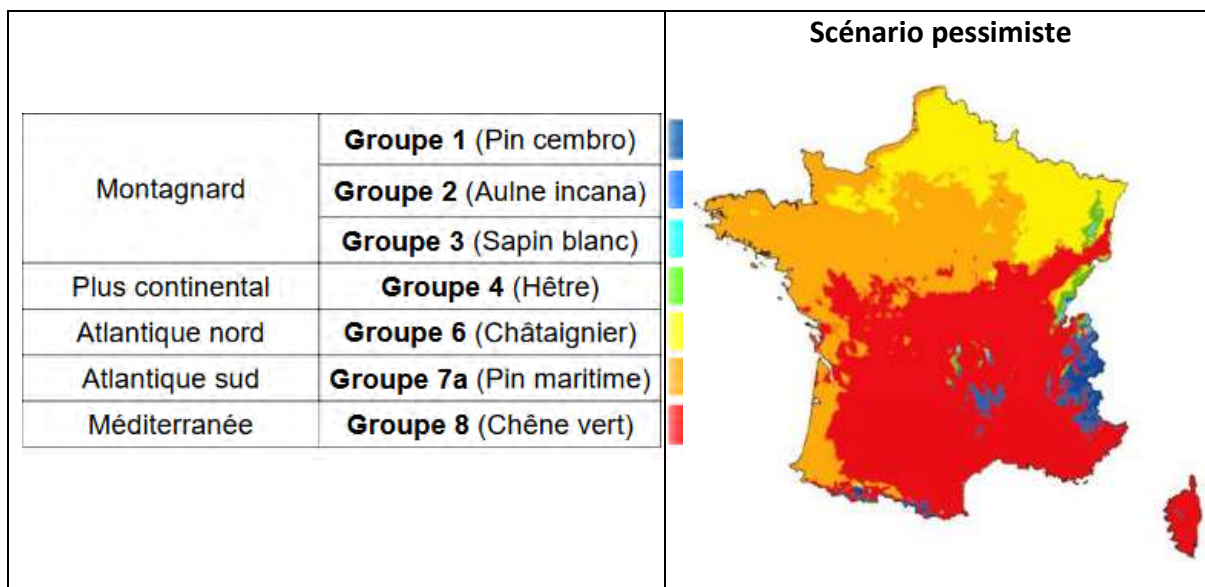 Scénario pessimiste
Montagnard
Groupe 1 (Pin cembro)
Groupe 2 (Aulne incana)
Groupe 3 (Sapin blanc)
Plus continental
Groupe 4 (Hêtre)
Atlantique nord
Groupe 6 (Châtaignier)
Atlantique sud
Groupe 7a (Pin maritime)
Méditerranée
Groupe 8 (Chêne vert)